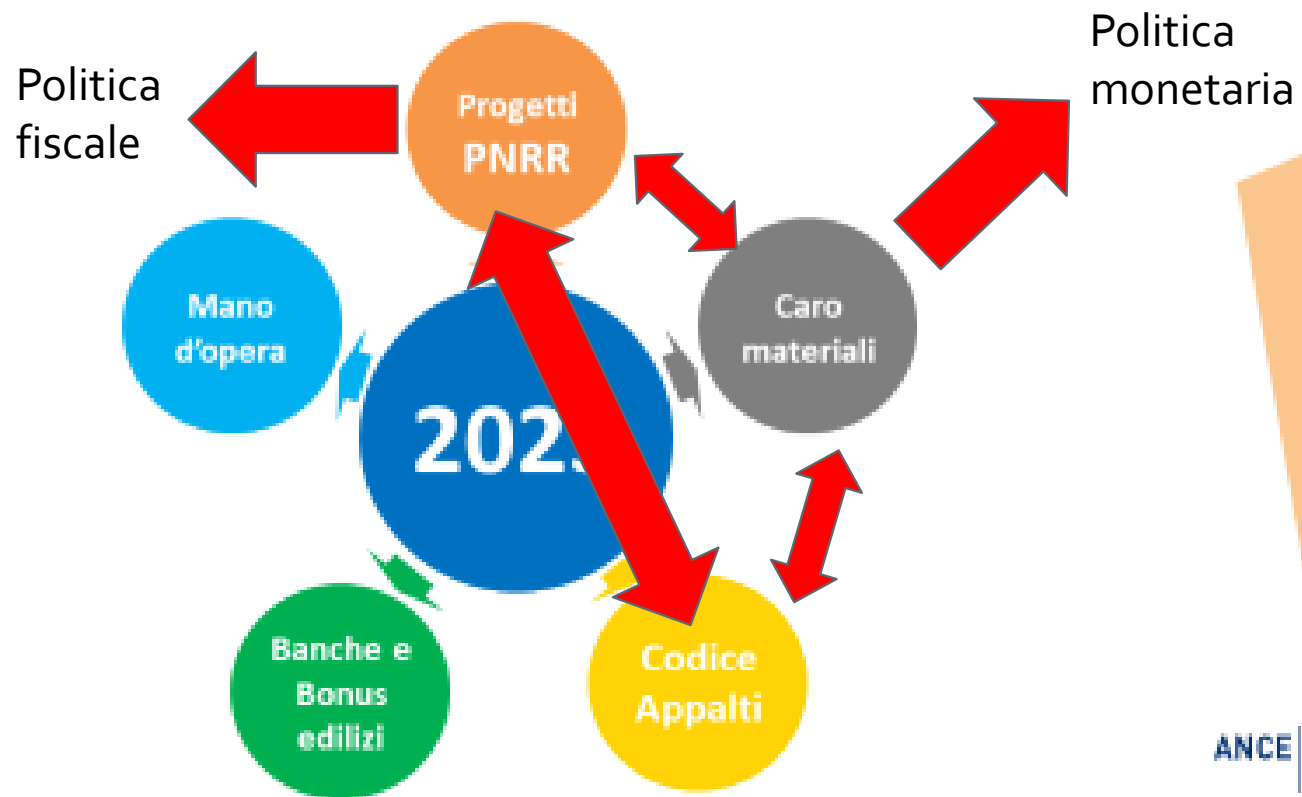 Politica
fiscale
Politica
monetaria
Progetti
PNRR
Mano
d'opera
Caro
materiali
Banche e
Bonus
edilizi
Codice
Appalti
ANCE